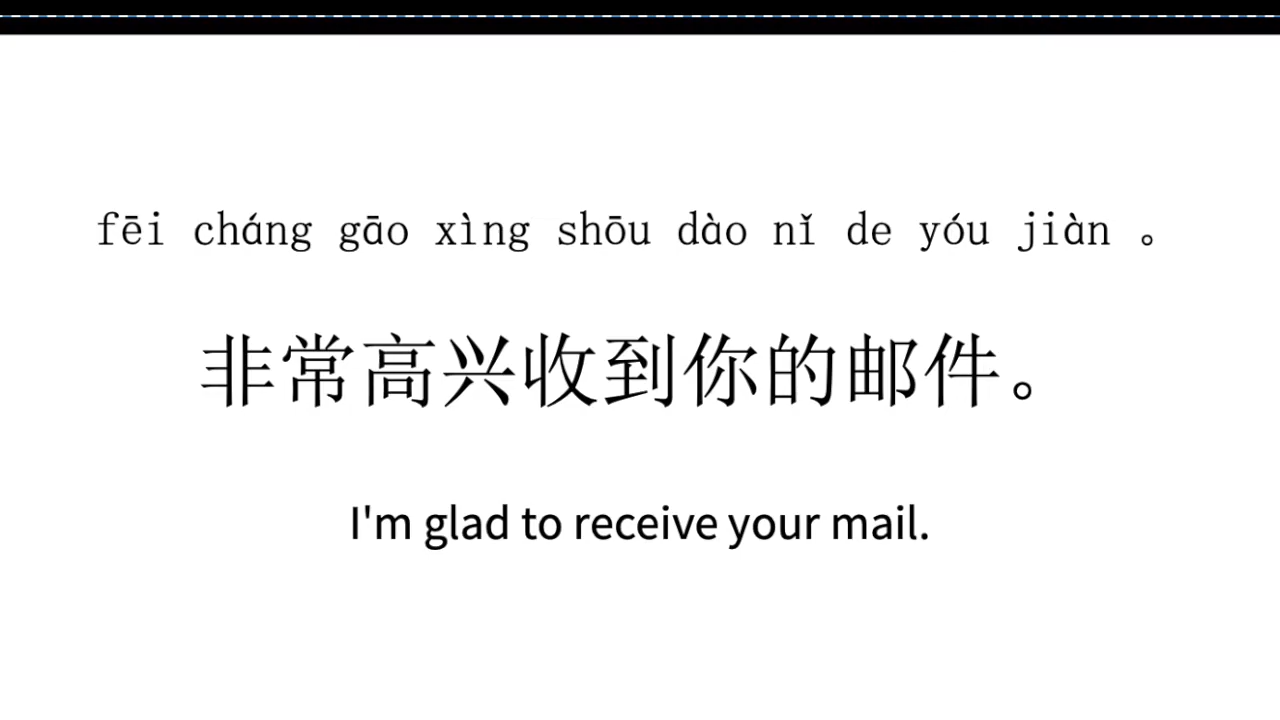 fēi cháng gāo xìng shōu dào nǐ de yóu jiàn 。
非常高兴收到你的邮件。
I'm glad to receive your mail.